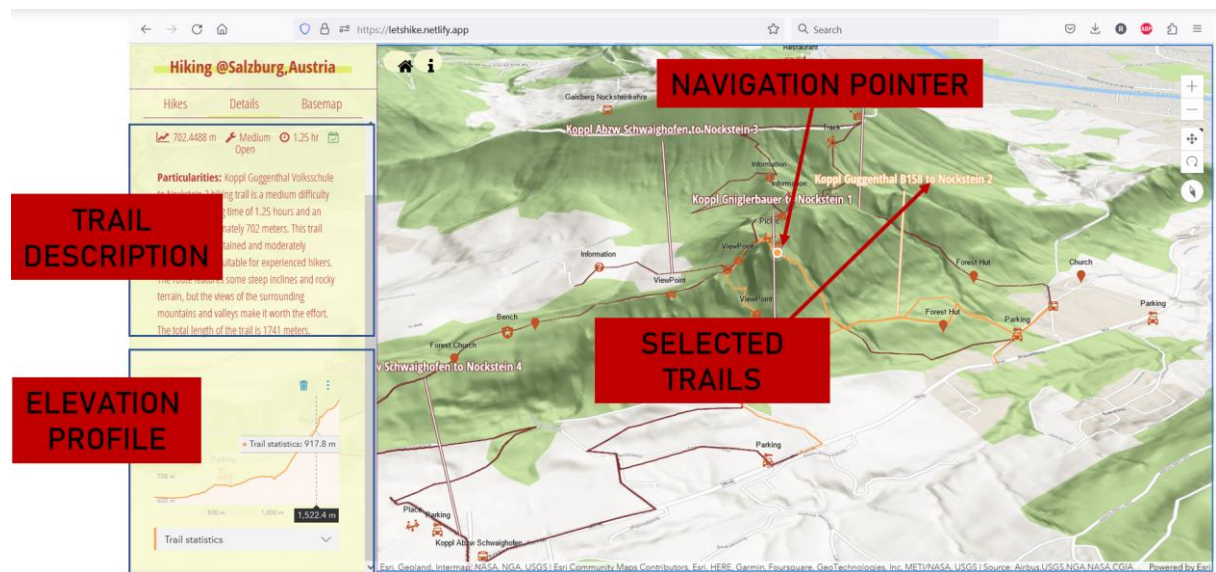 https://letshike.netlify.app
Search
Hiking @Salzburg,Austria
Hikes Details Basemap
702.4488 m Medium 1.25 hr
Open
Particularities: Koppl Guggenthal Volksschule
to Nockstein 2 hiking trail is a medium difficulty
g time of 1.25 hours and an
mately 702 meters. This trail
tained and moderately
uitable for experienced hikers.
The route features some steep inclines and rocky
terrain, but the views of the surrounding
mountains and valleys make it worth the effort.
The total length of the trail is 1741 meters.
TRAIL
DESCRIPTION
ELEVATION
PROFILE
Trail statistics: 917.8 m
700 m
600 m
500 m 1,000 m 1,522.4 m
Trail statistics
NAVIGATION POINTER
SELECTED
TRAILS
Restaurant
Gaisberg Nocksteinkehre
Koppl Abzw Schwaighofen to Nockstein 3
Track
Information
Information
Koppl Guggenthal B158 to Nockstein 2
Koppl Gniglerbauer to Nockstein 1
Picnic
ViewPoint
Information
ViewPoint
ViewPoint
Forest Hut
Church
Parking
Forest Hut
Parking
Bench
Forest Church
w Schwaighofen to Nockstein 4
Parking
Place
Parking
Koppl Abzw Schwaighofen
Esri, Geoland, Intermap, NASA, NGA, USGS | Esri Community Maps Contributors, Esri, HERE, Garmin, Foursquare, GeoTechnologies, Inc, METI/NASA, USGS | Source: Airbus,USGS,NGA,NASA,CGIA Powered by Esri